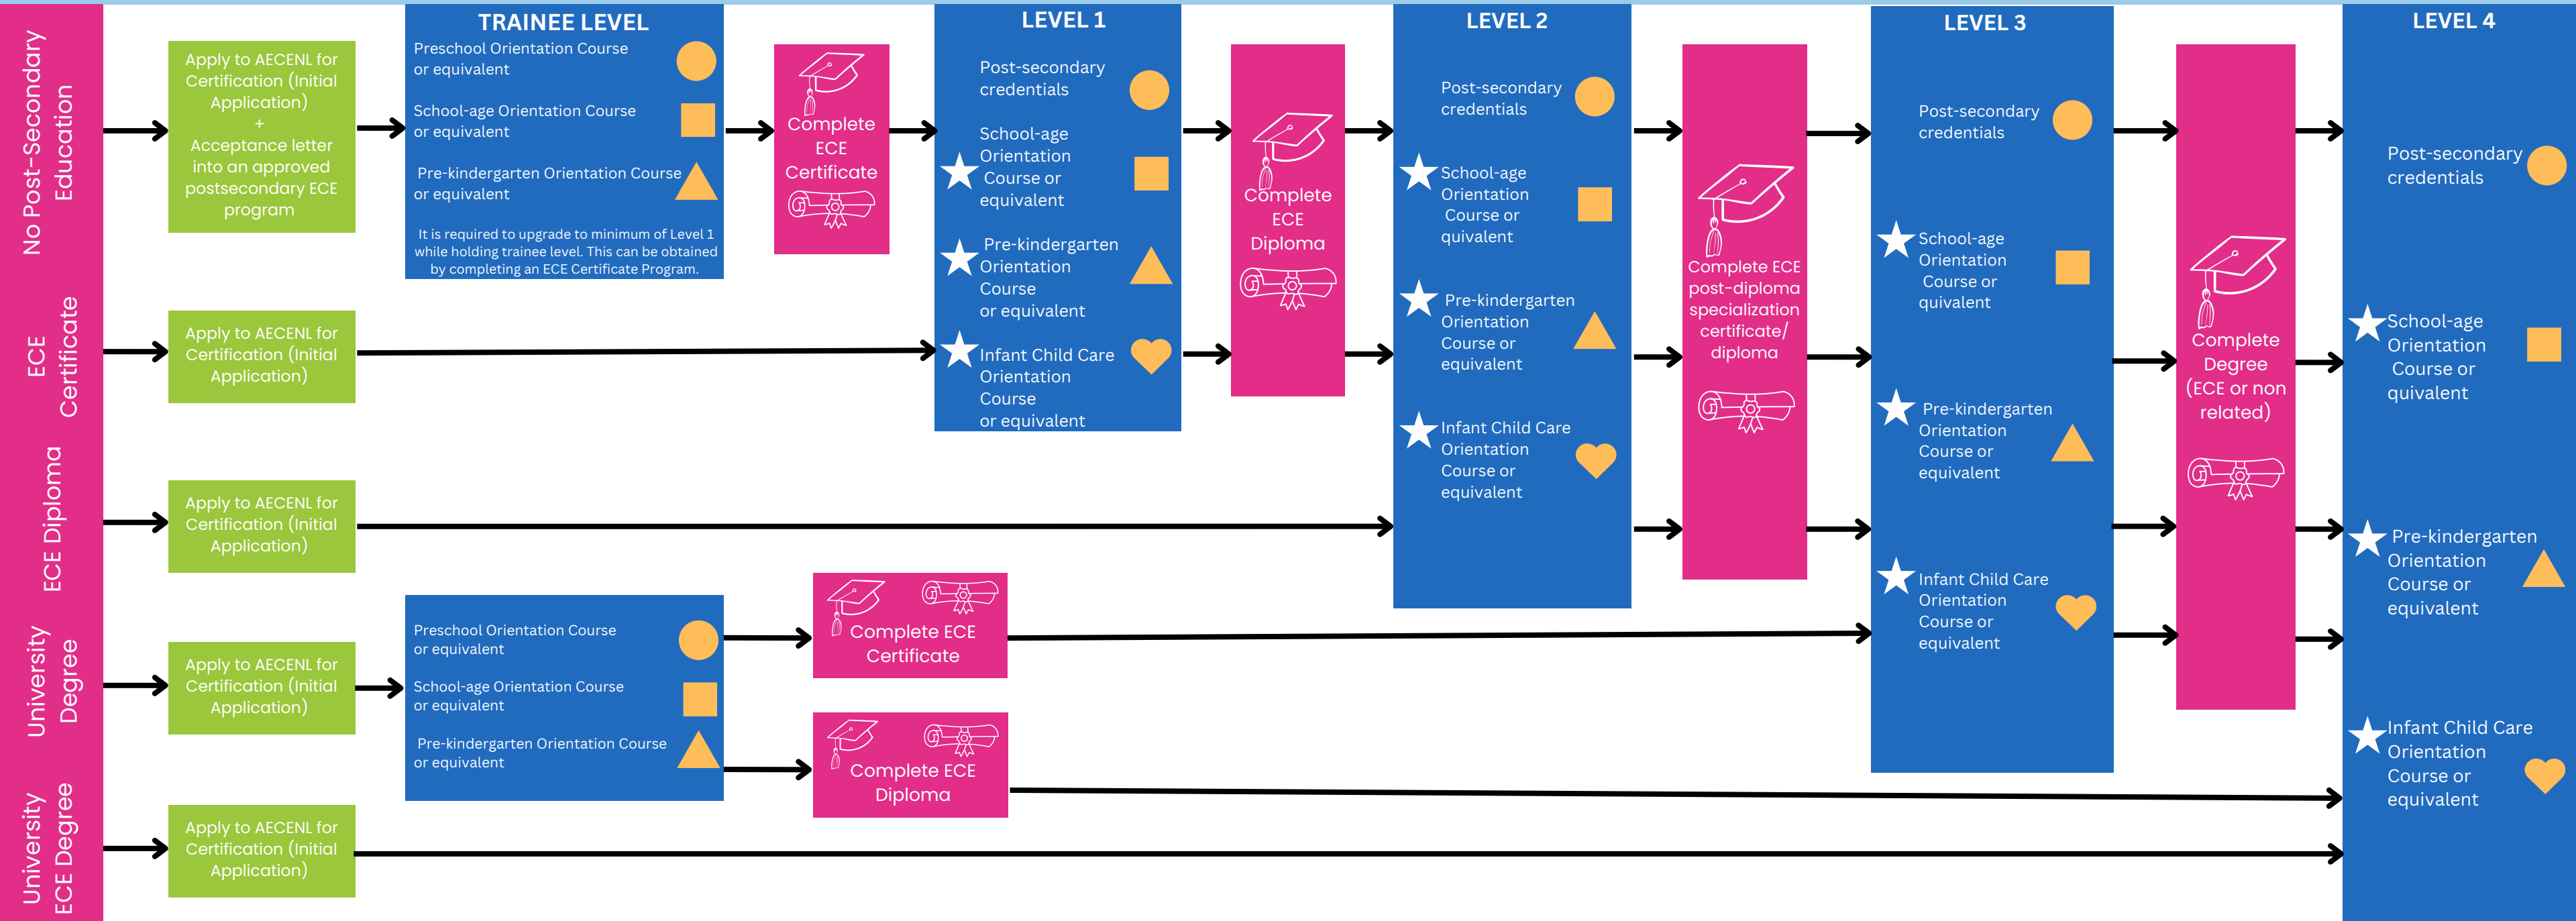 No Post-Secondary
Education
ECE
Certificate
ECE Diploma
University
Degree
University
ECE Degree
Apply to AECENL for
Certification (Initial
Application)
+
Acceptance letter
into an approved
postsecondary ECE
program
Apply to AECENL for
Certification (Initial
Application)
Apply to AECENL for
Certification (Initial
Application)
Apply to AECENL for
Certification (Initial
Application)
Apply to AECENL for
Certification (Initial
Application)
TRAINEE LEVEL
Preschool Orientation Course
or equivalent
School-age Orientation Course
or equivalent
Pre-kindergarten Orientation Course
or equivalent
It is required to upgrade to minimum of Level 1
while holding trainee level. This can be obtained
by completing an ECE Certificate Program.
Preschool Orientation Course
or equivalent
School-age Orientation Course
or equivalent
Pre-kindergarten Orientation Course
or equivalent
Complete
ECE
Certificate
Complete ECE
Certificate
Complete ECE
Diploma
LEVEL 1
Post-secondary
credentials
School-age
Orientation
Course or
equivalent
Pre-kindergarten
Orientation
Course
or equivalent
Infant Child Care
Orientation
Course
or equivalent
Complete
ECE
Diploma
LEVEL 2
Post-secondary
credentials
School-age
Orientation
Course or
quivalent
Pre-kindergarten
Orientation
Course or
equivalent
Infant Child Care
Orientation
Course or
equivalent
Complete ECE
post-diploma
specialization
certificate/
diploma
LEVEL 3
Post-secondary
credentials
School-age
Orientation
Course or
quivalent
Pre-kindergarten
Orientation
Course or
equivalent
Infant Child Care
Orientation
Course or
equivalent
Complete
Degree
(ECE or non
related)
LEVEL 4
Post-secondary
credentials
School-age
Orientation
Course or
quivalent
Pre-kindergarten
Orientation
Course or
equivalent
Infant Child Care
Orientation
Course or
equivalent